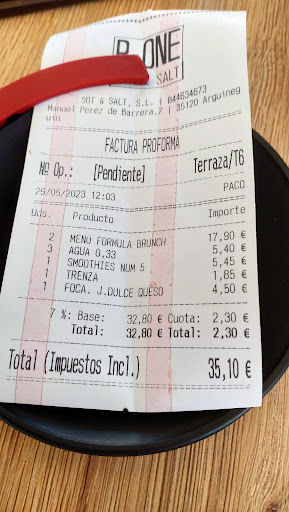 B ONE
SALT
SOT & SALT, S.L. | B44634673
Manuel Perez de Barrera,2 | 35120 Arguineg
uin
FACTURA PROFORMA
Nº Op.: [Pendiente] Terraza/T6
29/05/2023 12:03 PACO
Uds. Producto Importe
2 MENU FORMULA BRUNCH 17,90 €
3 AGUA 0,33 5,40 €
1 SMOOTHIES NUM 5 5,45 €
1 TRENZA 1,85 €
1 FOCA. J.DULCE QUESO 4,50 €
7 %: Base: 32,80 € Cuota: 2,30 €
Total: 32,80 € Total: 2,30 €
Total (Impuestos Incl.) 35,10 €